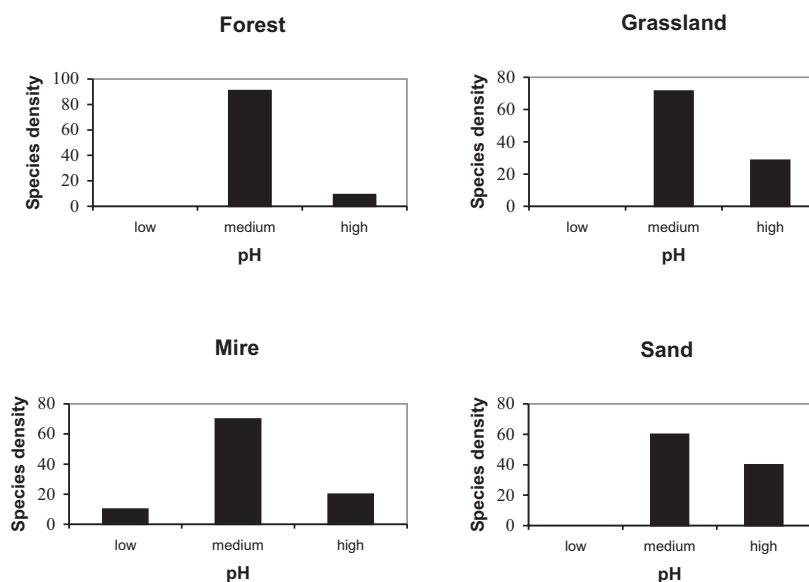 Forest
Species density
100
80
60
40
20
0
low medium high
pH
Grassland
Species density
80
60
40
20
0
low medium high
pH
Mire
Species density
80
60
40
20
0
low medium high
pH
Sand
Species density
80
60
40
20
0
low medium high
pH